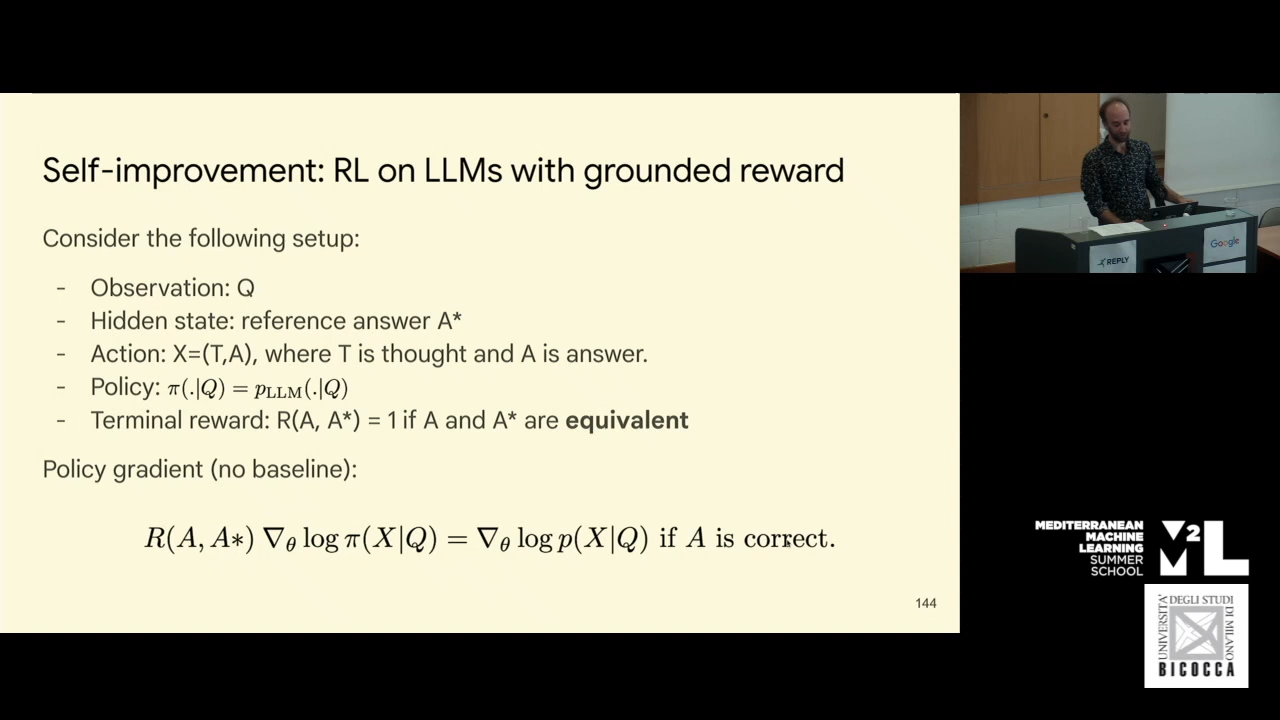 Self-improvement: RL on LLMs with grounded reward
Consider the following setup:
- Observation: Q
- Hidden state: reference answer A*
- Action: X=(T,A), where T is thought and A is answer.
- Policy: π(.|Q) = p_LLM(.|Q)
- Terminal reward: R(A, A*) = 1 if A and A* are equivalent
Policy gradient (no baseline):
R(A, A∗) ∇_θ log π(X|Q) = ∇_θ log p(X|Q) if A is correct.
144
REPLY
Google
MEDITERRANEAN
MACHINE
LEARNING
SUMMER
SCHOOL
M2L
UNIVERSITA'
DEGLI STUDI
DI MILANO
BICOCCA